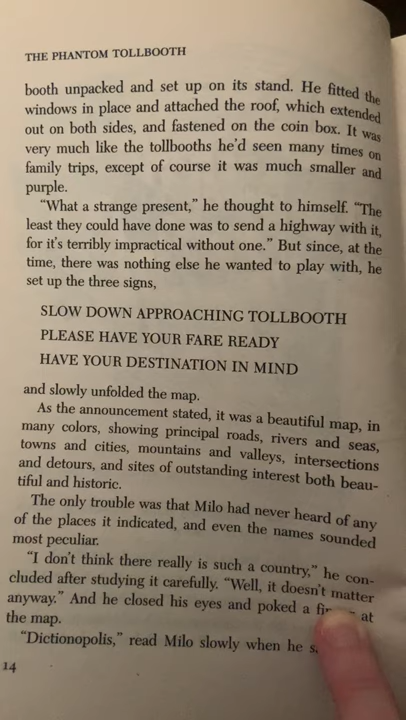 THE PHANTOM TOLLBOOTH
booth unpacked and set up on its stand. He fitted the
windows in place and attached the roof, which extended
out on both sides, and fastened on the coin box. It was
very much like the tollbooths he'd seen many times on
family trips, except of course it was much smaller and
purple.
"What a strange present," he thought to himself. "The
least they could have done was to send a highway with it,
for it's terribly impractical without one." But since, at the
time, there was nothing else he wanted to play with, he
set up the three signs,
SLOW DOWN APPROACHING TOLLBOOTH
PLEASE HAVE YOUR FARE READY
HAVE YOUR DESTINATION IN MIND
and slowly unfolded the map.
As the announcement stated, it was a beautiful map, in
many colors, showing principal roads, rivers and seas,
towns and cities, mountains and valleys, intersections
and detours, and sites of outstanding interest both beau-
tiful and historic.
The only trouble was that Milo had never heard of any
of the places it indicated, and even the names sounded
most peculiar.
"I don't think there really is such a country," he con-
cluded after studying it carefully. "Well, it doesn't matter
anyway." And he closed his eyes and poked a at
the map.
"Dictionopolis," read Milo slowly when he
14